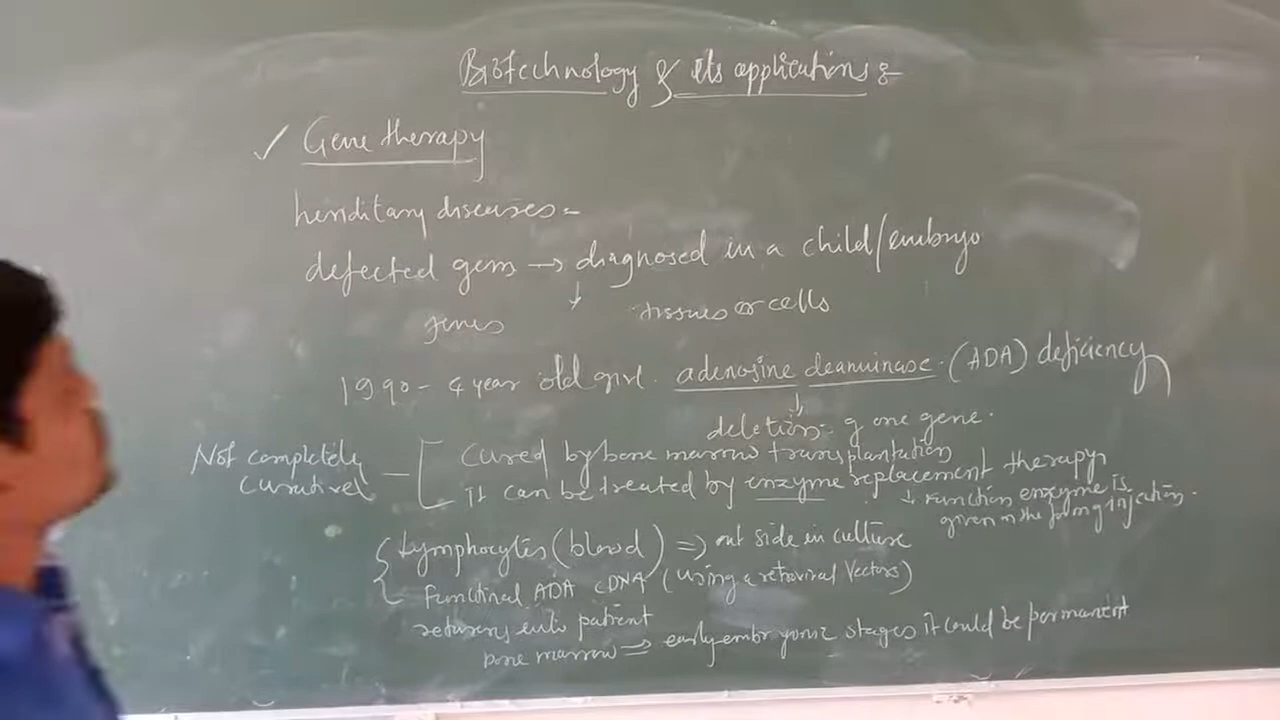 Biotechnology & its applications :-
✓ Gene therapy
heriditary diseases -
defected gens → diagnosed in a child/embryo
↓
genes tissues or cells
1990 - 4 year old girl. adenosine deaminase. (ADA) deficiency
↓
deletion of one gene.
Not completely curative
Cured by bone marrow transplantation
It can be treated by enzyme replacement therapy
↓ function enzyme is
given in the form of injection.
Lymphocytes (blood) ⇒ out side in culture
Functional ADA cDNA (using a retroviral vectors)
returns into patient
bone marrow ⇒ early embryonic stages it could be permanent